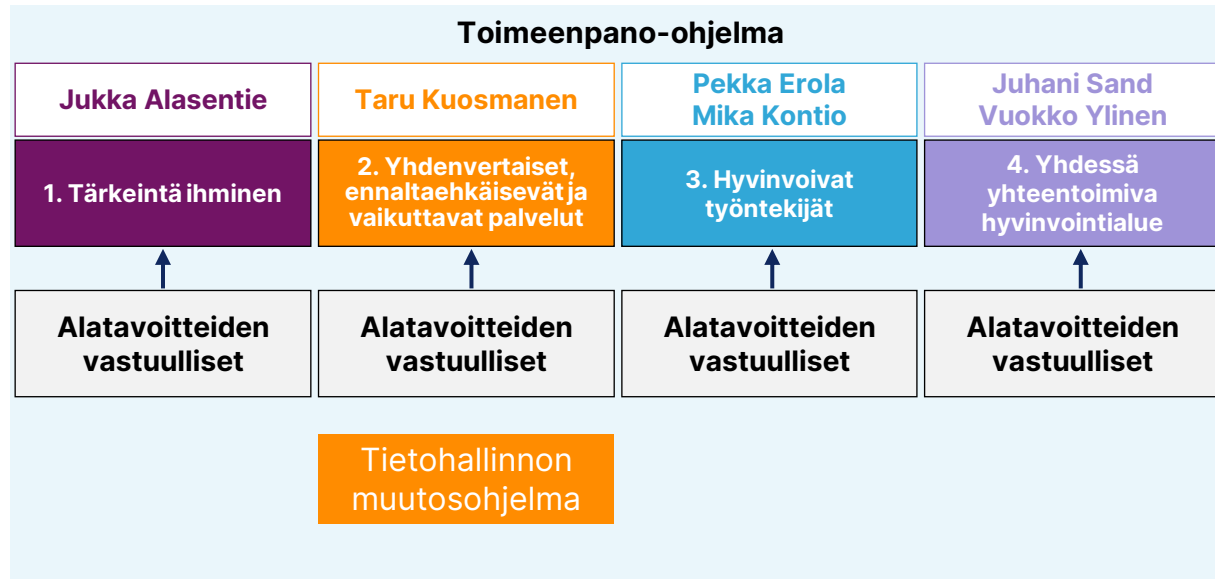 Toimeenpano-ohjelma
Jukka Alasentie
Taru Kuosmanen
Pekka Erola
Mika Kontio
Juhani Sand
Vuokko Ylinen
1. Tärkeintä ihminen
2. Yhdenvertaiset,
ennaltaehkäisevät ja
vaikuttavat palvelut
3. Hyvinvoivat
työntekijät
4. Yhdessä
yhteentoimiva
hyvinvointialue
Alatavoitteiden
vastuulliset
Alatavoitteiden
vastuulliset
Alatavoitteiden
vastuulliset
Alatavoitteiden
vastuulliset
Tietohallinnon
muutosohjelma